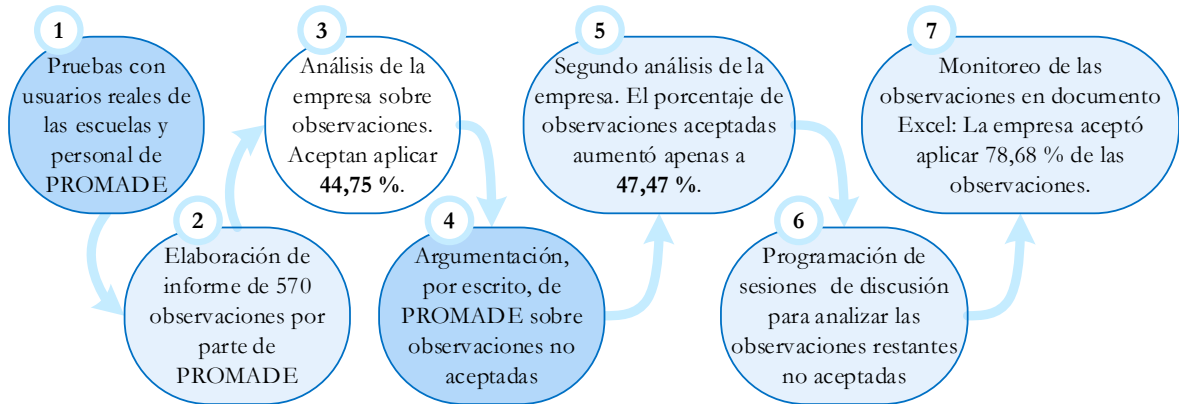 1
Pruebas con
usuarios reales de
las escuelas y
personal de
PROMADE
2
Elaboración de
informe de 570
observaciones por
parte de
PROMADE
3
Análisis de la
empresa sobre
observaciones.
Aceptan aplicar
44,75 %.
4
Argumentación,
por escrito, de
PROMADE sobre
observaciones no
aceptadas
5
Segundo análisis de la
empresa. El porcentaje de
observaciones aceptadas
aumentó apenas a
47,47 %.
6
Programación de
sesiones de discusión
para analizar las
observaciones restantes
no aceptadas
7
Monitoreo de las
observaciones en documento
Excel: La empresa aceptó
aplicar 78,68 % de las
observaciones.